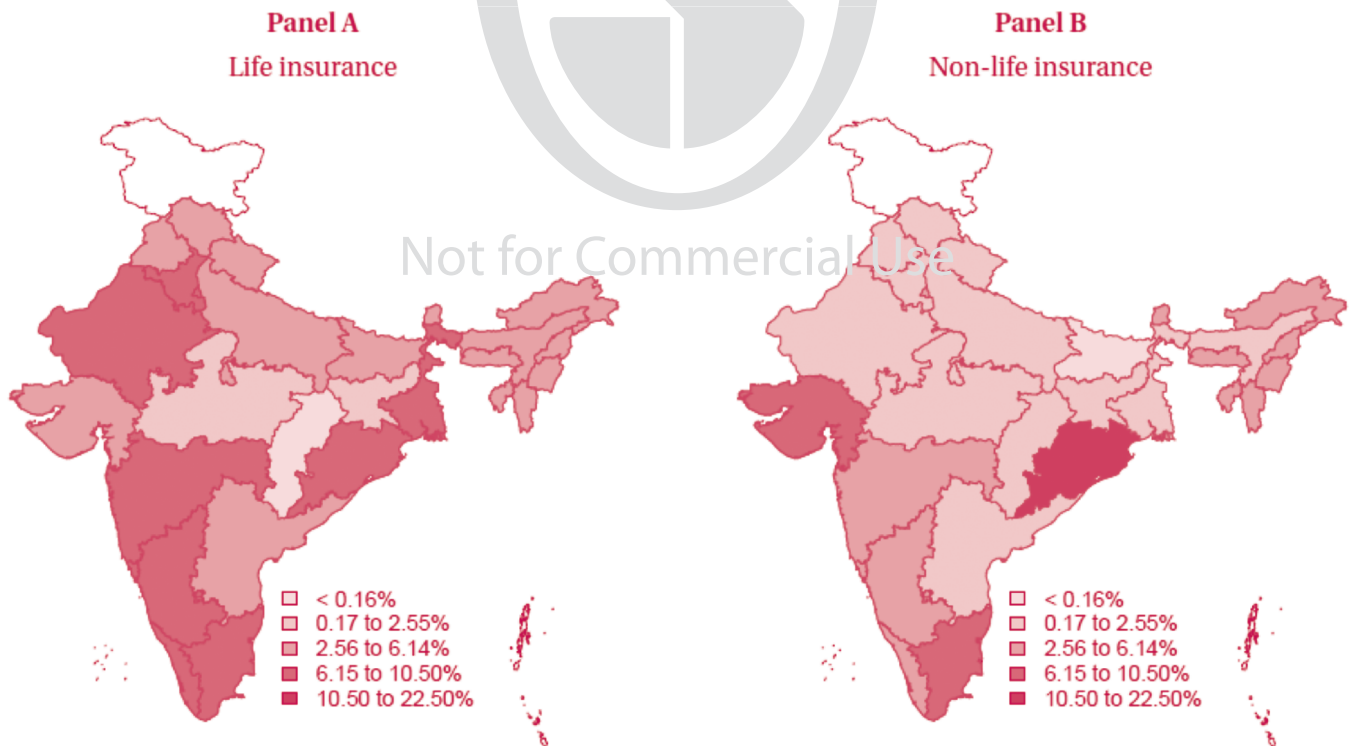 Panel A
Life insurance
Panel B
Non-life insurance
Not for Commercial Use
< 0.16%
0.17 to 2.55%
2.56 to 6.14%
6.15 to 10.50%
10.50 to 22.50%
< 0.16%
0.17 to 2.55%
2.56 to 6.14%
6.15 to 10.50%
10.50 to 22.50%